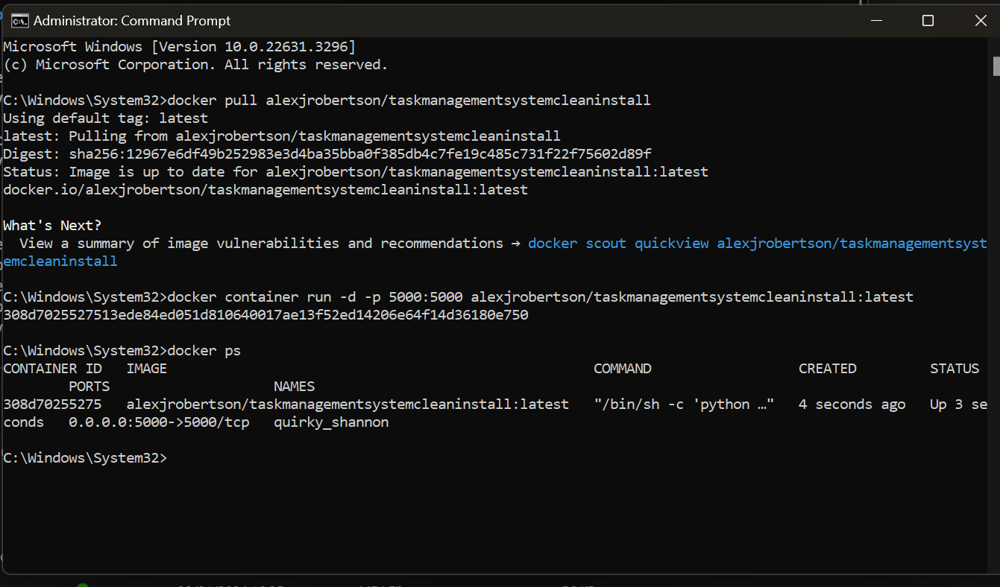 Administrator: Command Prompt
Microsoft Windows [Version 10.0.22631.3296]
(c) Microsoft Corporation. All rights reserved.
C:\Windows\System32>docker pull alexjrobertson/taskmanagementsystemcleaninstall
Using default tag: latest
latest: Pulling from alexjrobertson/taskmanagementsystemcleaninstall
Digest: sha256:12967e6df49b252983e3d4ba35bba0f385db4c7fe19c485c731f22f75602d89f
Status: Image is up to date for alexjrobertson/taskmanagementsystemcleaninstall:latest
docker.io/alexjrobertson/taskmanagementsystemcleaninstall:latest
What's Next?
View a summary of image vulnerabilities and recommendations → docker scout quickview alexjrobertson/taskmanagementsyst
emcleaninstall
C:\Windows\System32>docker container run -d -p 5000:5000 alexjrobertson/taskmanagementsystemcleaninstall:latest
308d7025527513ede84ed051d810640017ae13f52ed14206e64f14d36180e750
C:\Windows\System32>docker ps
CONTAINER ID IMAGE COMMAND CREATED STATUS
PORTS NAMES
308d70255275 alexjrobertson/taskmanagementsystemcleaninstall:latest "/bin/sh -c 'python …" 4 seconds ago Up 3 se
conds 0.0.0.0:5000->5000/tcp quirky_shannon
C:\Windows\System32>